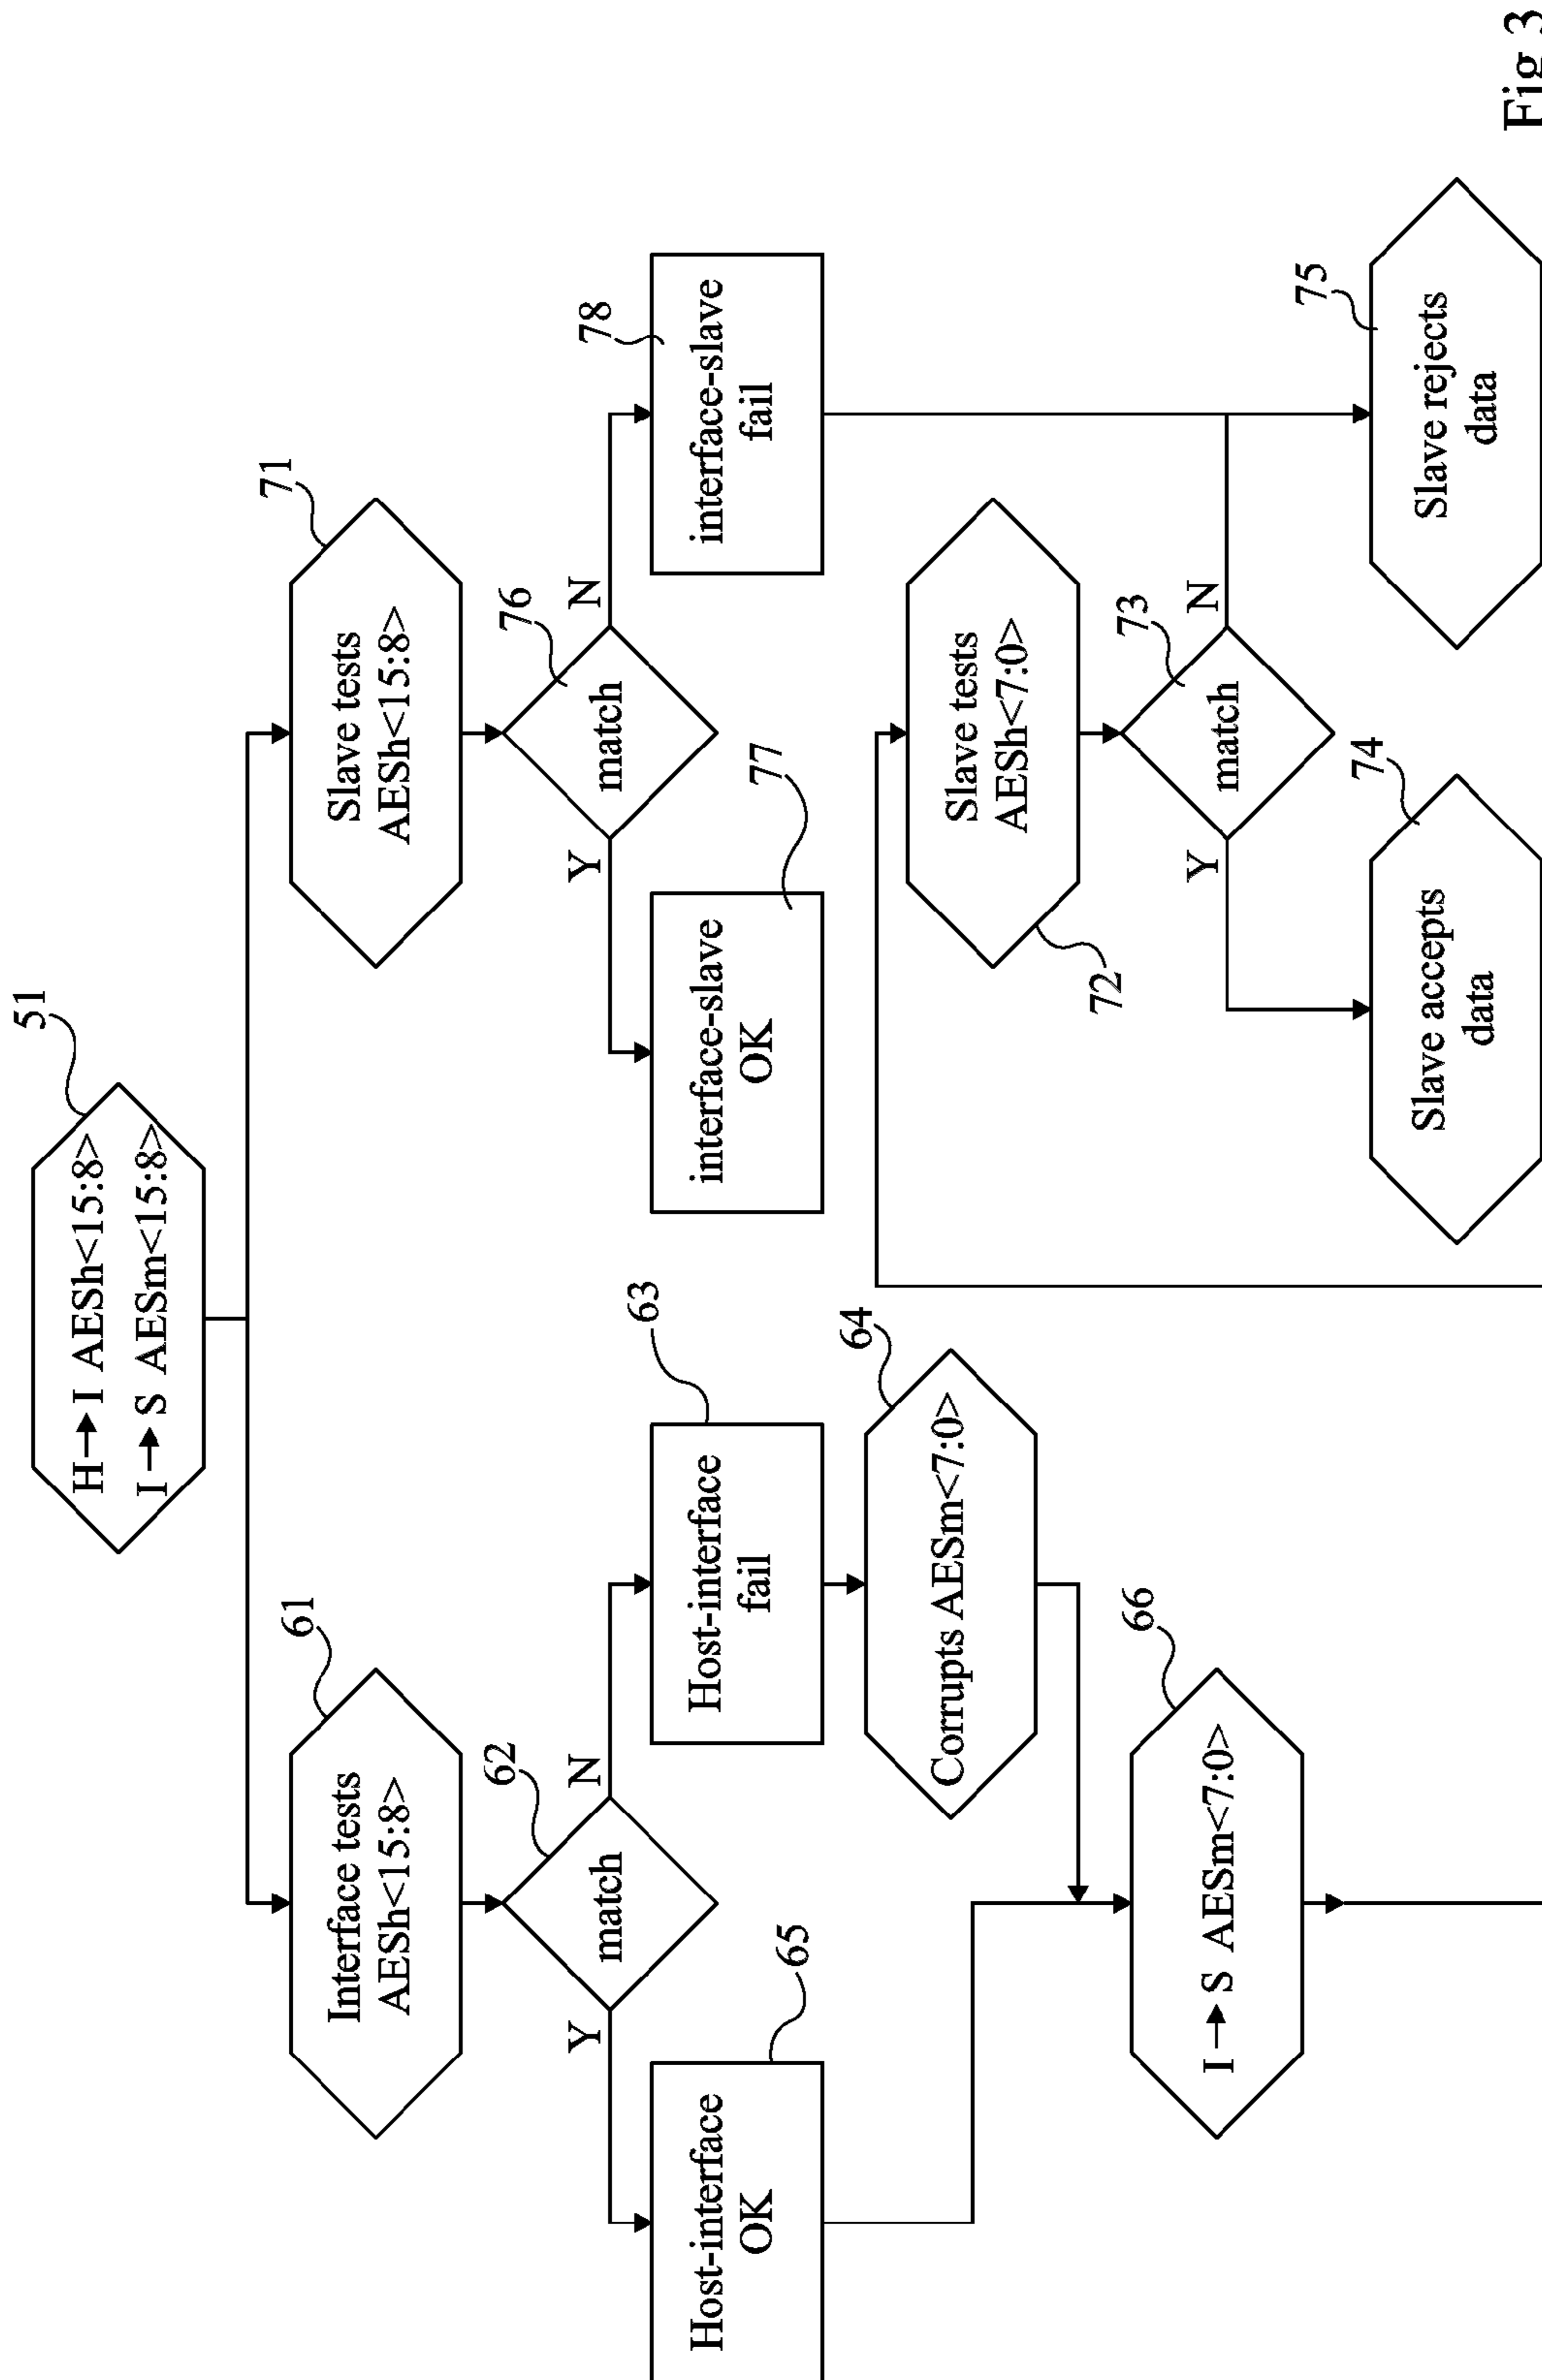 51
H→I AESh<15:8>
I→S AESm<15:8>
61
Interface tests
AESh<15:8>
71
Slave tests
AESh<15:8>
62
match
Y
N
76
match
Y
N
65
Host-interface
OK
63
Host-interface
fail
77
interface-slave
OK
78
interface-slave
fail
64
Corrupts AESm<7:0>
66
I→S AESm<7:0>
72
Slave tests
AESh<7:0>
73
match
Y
N
74
Slave accepts
data
75
Slave rejects
data
Fig 3